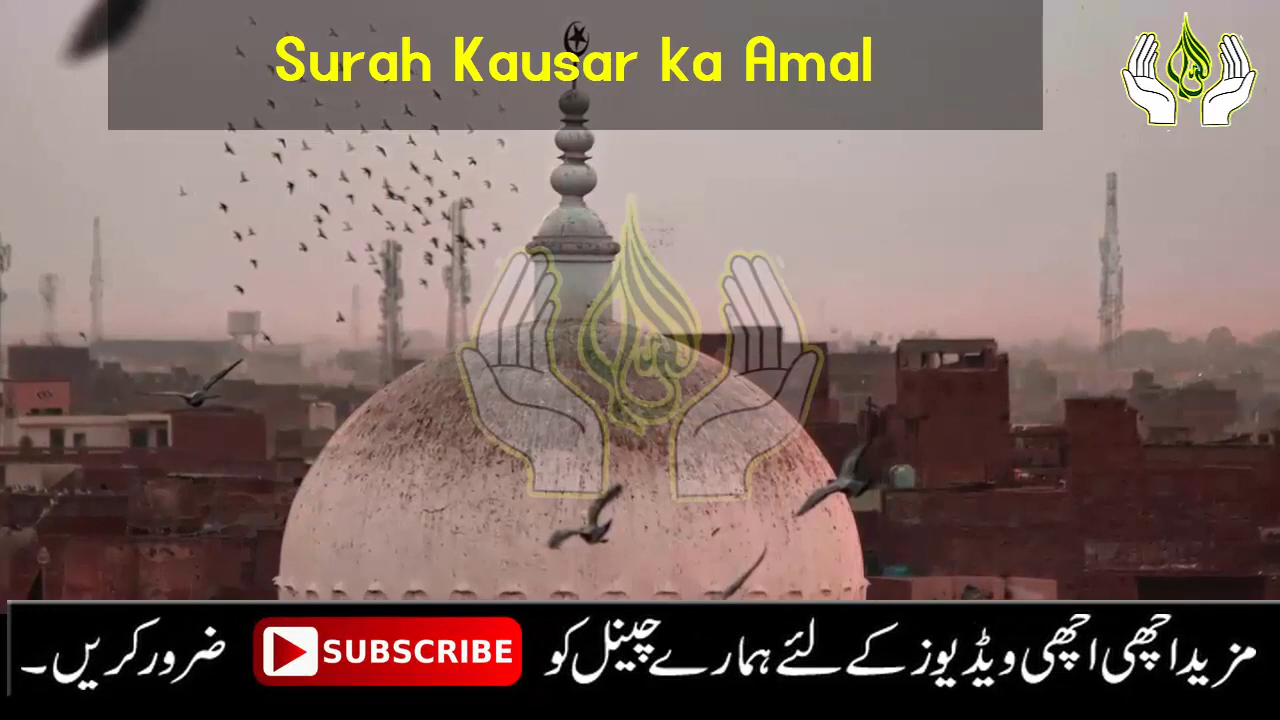 Surah Kausar ka Amal
مزید اچھی اچھی ویڈیوز کے لئے ہمارے چینل کو SUBSCRIBE ضرور کریں۔